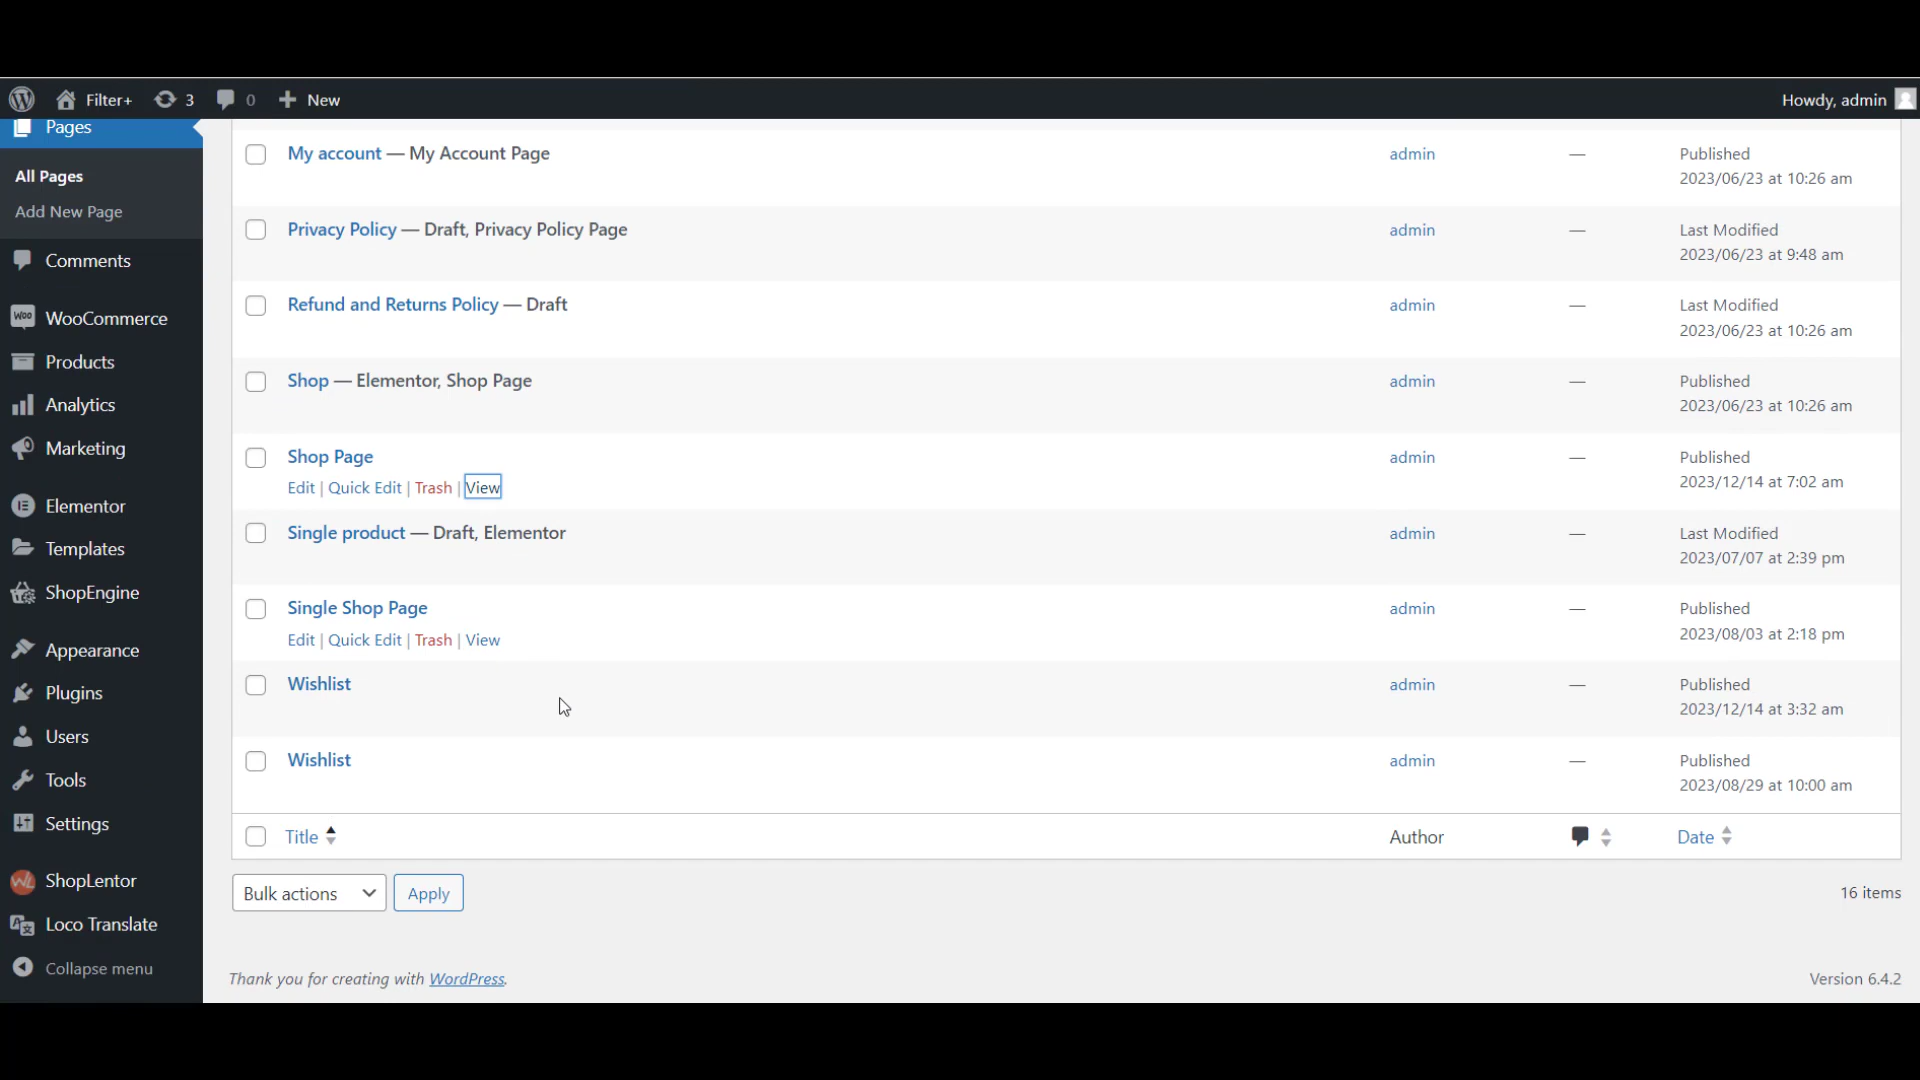 Filter+ 3 0 New Howdy, admin
Pages
All Pages
Add New Page
Comments
WooCommerce
Products
Analytics
Marketing
Elementor
Templates
ShopEngine
Appearance
Plugins
Users
Tools
Settings
ShopLentor
Loco Translate
Collapse menu
My account — My Account Page admin — Published
2023/06/23 at 10:26 am
Privacy Policy — Draft, Privacy Policy Page admin — Last Modified
2023/06/23 at 9:48 am
Refund and Returns Policy — Draft admin — Last Modified
2023/06/23 at 10:26 am
Shop — Elementor, Shop Page admin — Published
2023/06/23 at 10:26 am
Shop Page admin — Published
Edit | Quick Edit | Trash | View 2023/12/14 at 7:02 am
Single product — Draft, Elementor admin — Last Modified
2023/07/07 at 2:39 pm
Single Shop Page admin — Published
Edit | Quick Edit | Trash | View 2023/08/03 at 2:18 pm
Wishlist admin — Published
2023/12/14 at 3:32 am
Wishlist admin — Published
2023/08/29 at 10:00 am
Title Author Date
Bulk actions Apply 16 items
Thank you for creating with WordPress. Version 6.4.2